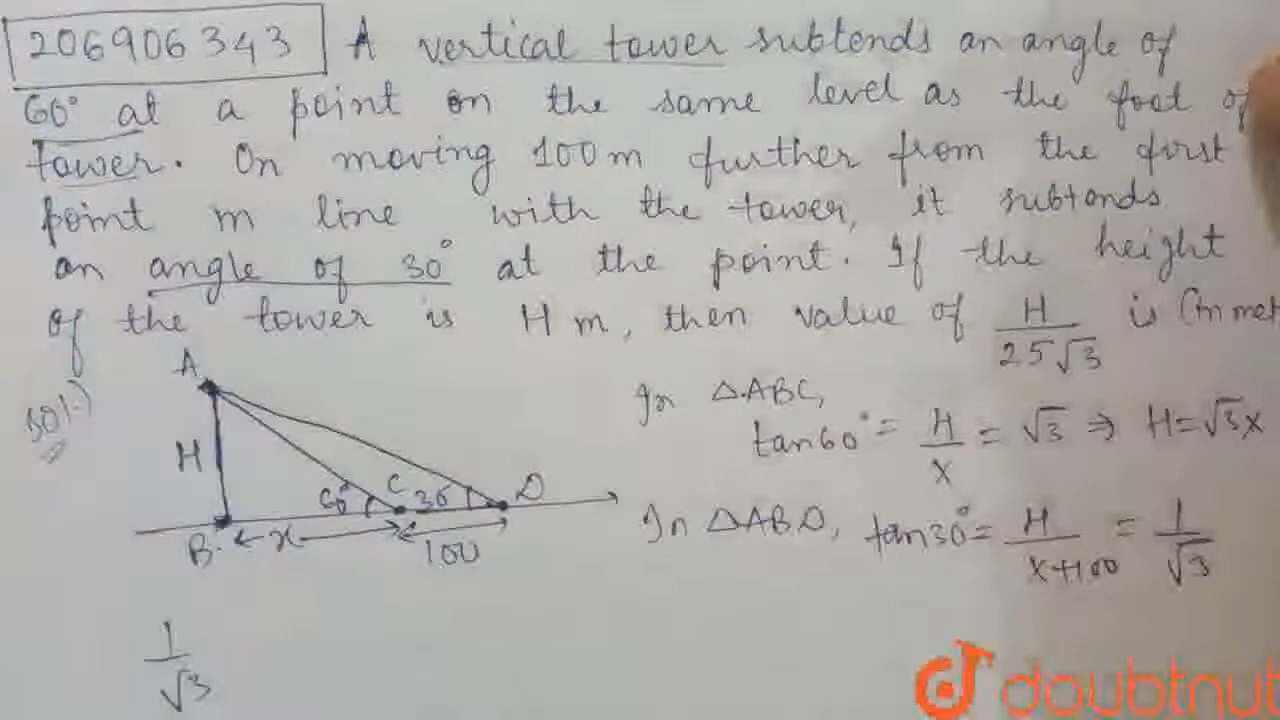 206906343 A vertical tower subtends an angle of
60° at a point on the same level as the foot of
tower. On moving 100m further from the first
point in line with the tower, it subtends
an angle of 30° at the point. If the height
of the tower is H m, then value of H/25√3 is (in met
Sol.)
A
H
60° C 30 D
B. x 100
In △ABC,
tan60° = H/x = √3 ⇒ H=√3x
In △ABD, tan30° = H/x+100 = 1/√3
1/√3
doubtnut